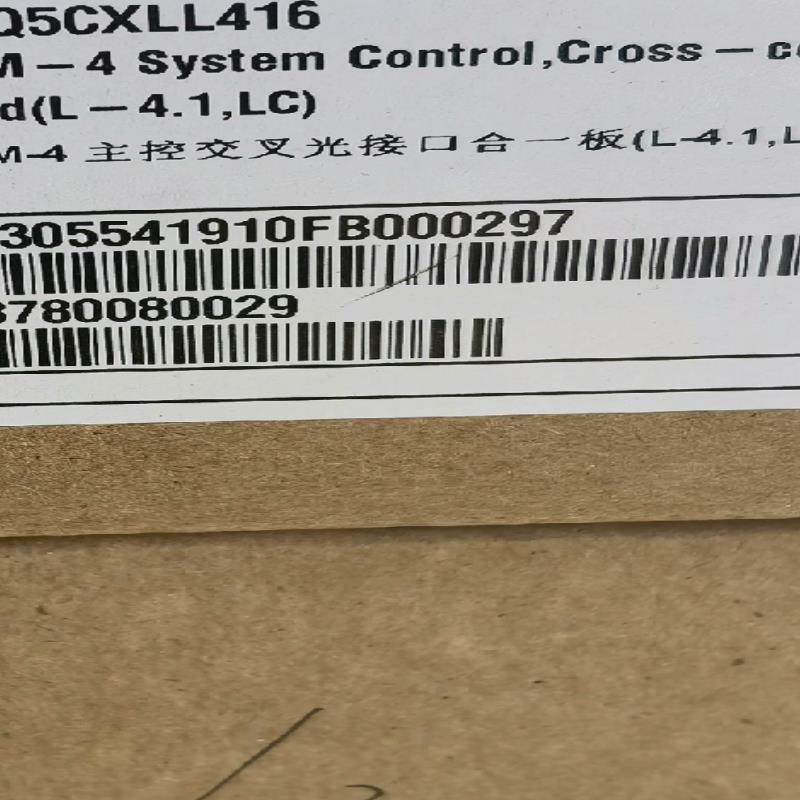 Q5CXLL416
M-4 System Control,Cross-c
d(L-4.1,LC)
M-4 主控交叉光接口合一板(L-4.1,L
305541910FB000297
3780080029